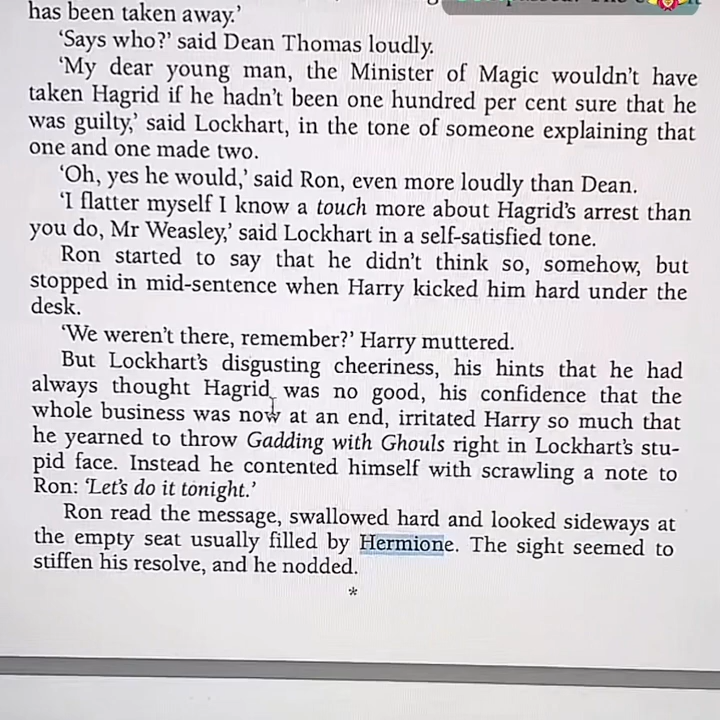 has been taken away.’
‘Says who?’ said Dean Thomas loudly.
‘My dear young man, the Minister of Magic wouldn’t have
taken Hagrid if he hadn’t been one hundred per cent sure that he
was guilty,’ said Lockhart, in the tone of someone explaining that
one and one made two.
‘Oh, yes he would,’ said Ron, even more loudly than Dean.
‘I flatter myself I know a touch more about Hagrid’s arrest than
you do, Mr Weasley,’ said Lockhart in a self-satisfied tone.
Ron started to say that he didn’t think so, somehow, but
stopped in mid-sentence when Harry kicked him hard under the
desk.
‘We weren’t there, remember?’ Harry muttered.
But Lockhart’s disgusting cheeriness, his hints that he had
always thought Hagrid was no good, his confidence that the
whole business was now at an end, irritated Harry so much that
he yearned to throw Gadding with Ghouls right in Lockhart’s stu-
pid face. Instead he contented himself with scrawling a note to
Ron: ‘Let’s do it tonight.’
Ron read the message, swallowed hard and looked sideways at
the empty seat usually filled by Hermione. The sight seemed to
stiffen his resolve, and he nodded.
*